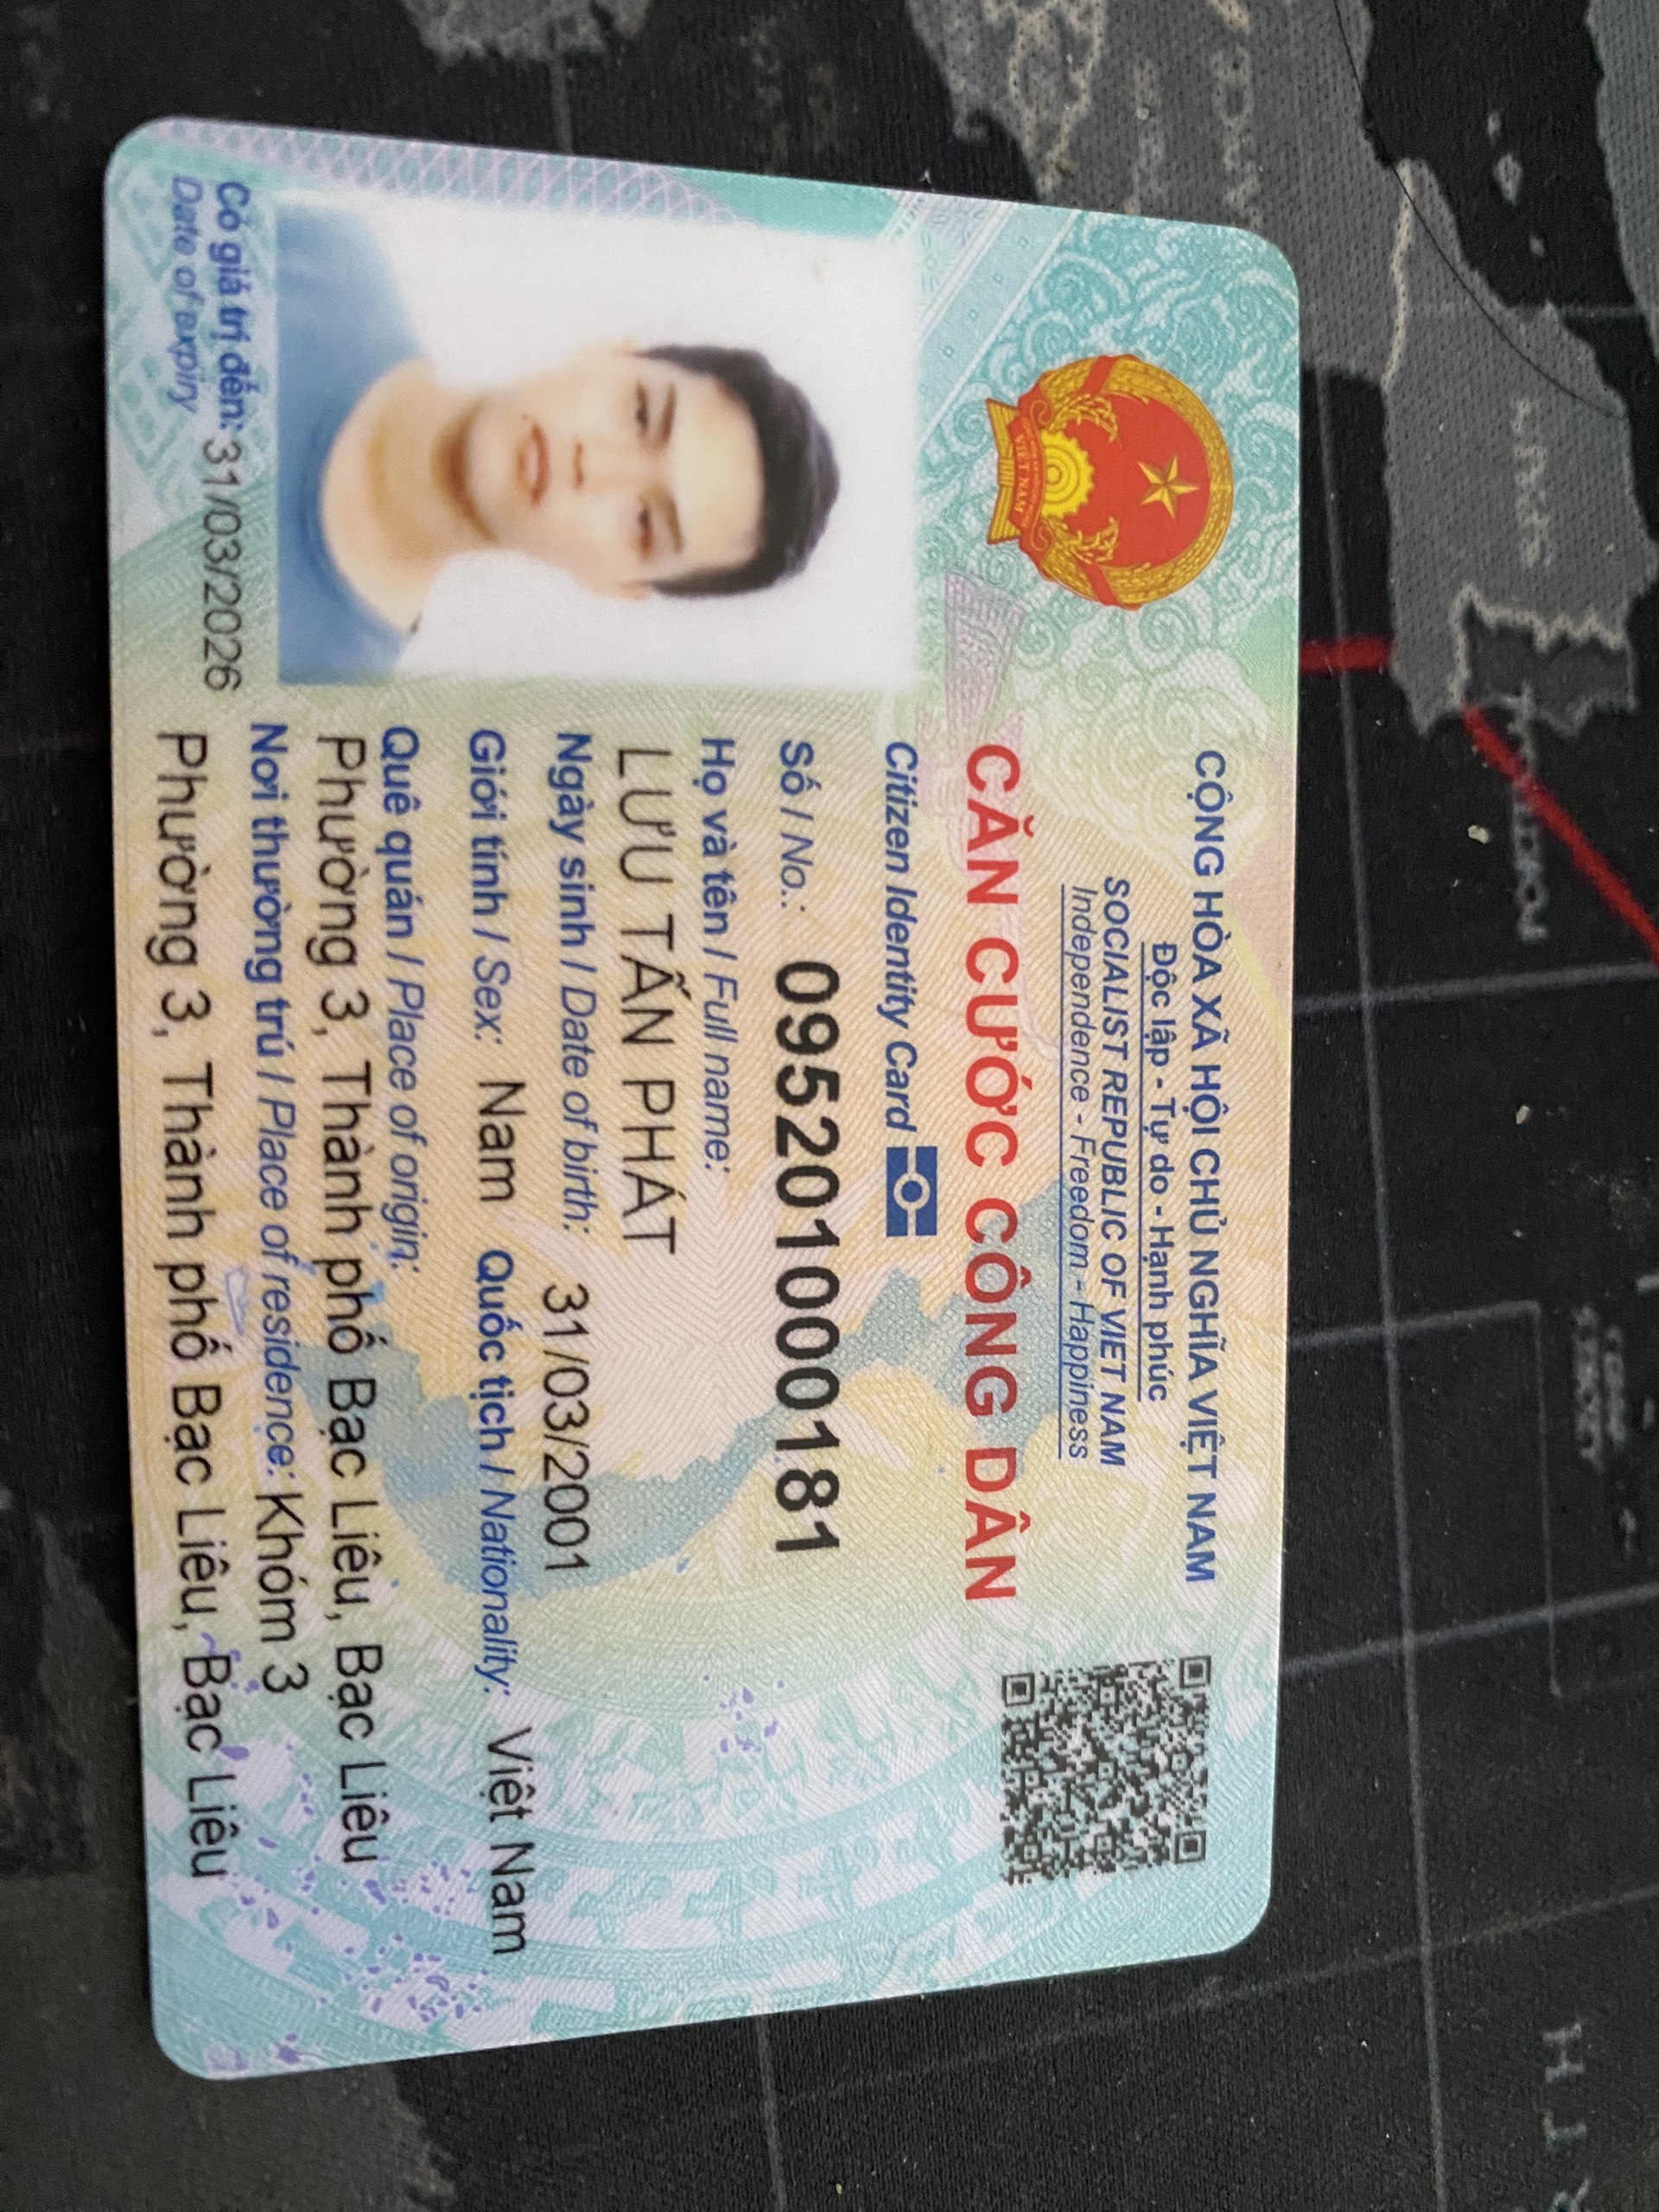 CỘNG HÒA XÃ HỘI CHỦ NGHĨA VIỆT NAM
Độc lập - Tự do - Hạnh phúc
SOCIALIST REPUBLIC OF VIET NAM
Independence - Freedom - Happiness
CĂN CƯỚC CÔNG DÂN
Citizen Identity Card
Số / No.: 095201000181
Họ và tên / Full name:
LƯU TẤN PHÁT
Ngày sinh / Date of birth: 31/03/2001
Giới tính / Sex: Nam Quốc tịch / Nationality: Việt Nam
Quê quán / Place of origin:
Phường 3, Thành phố Bạc Liêu, Bạc Liêu
Nơi thường trú / Place of residence: Khóm 3
Phường 3, Thành phố Bạc Liêu, Bạc Liêu
Có giá trị đến: 31/03/2026
Date of expiry
VIỆT NAM